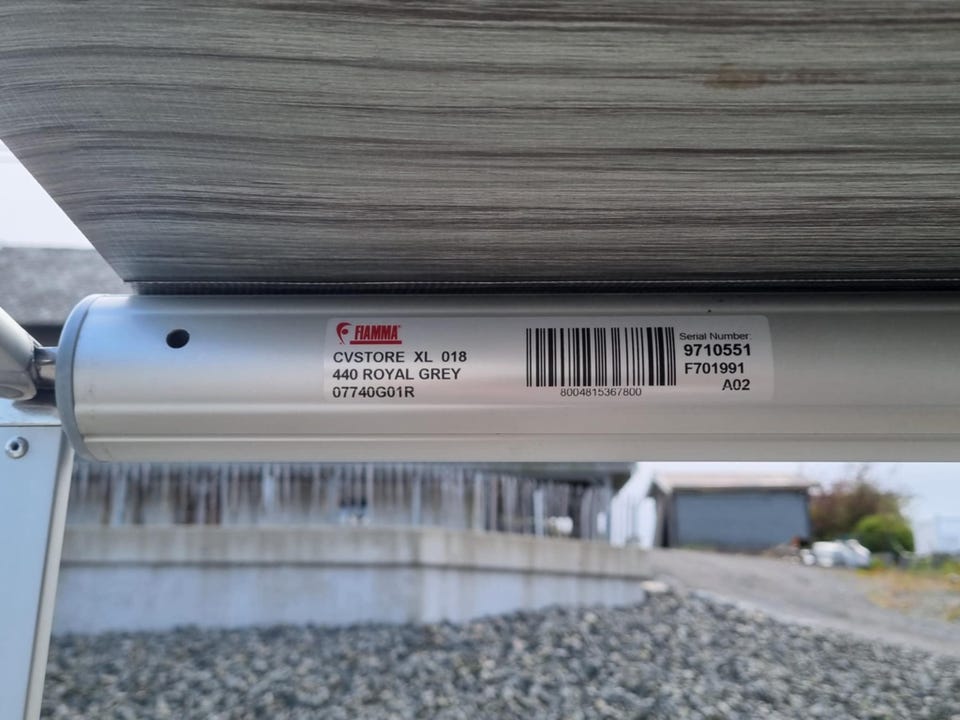 FIAMMA
CVSTORE XL 018
440 ROYAL GREY
07740G01R
8004815367800
Serial Number:
9710551
F701991
A02